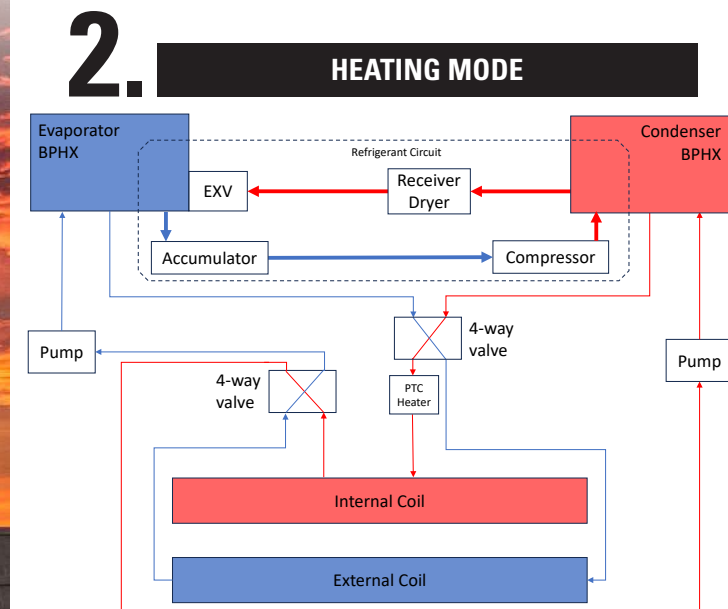 2.
HEATING MODE
Evaporator
BPHX
Condenser
BPHX
Refrigerant Circuit
EXV
Receiver
Dryer
Accumulator
Compressor
Pump
4-way
valve
4-way
valve
PTC
Heater
Pump
Internal Coil
External Coil